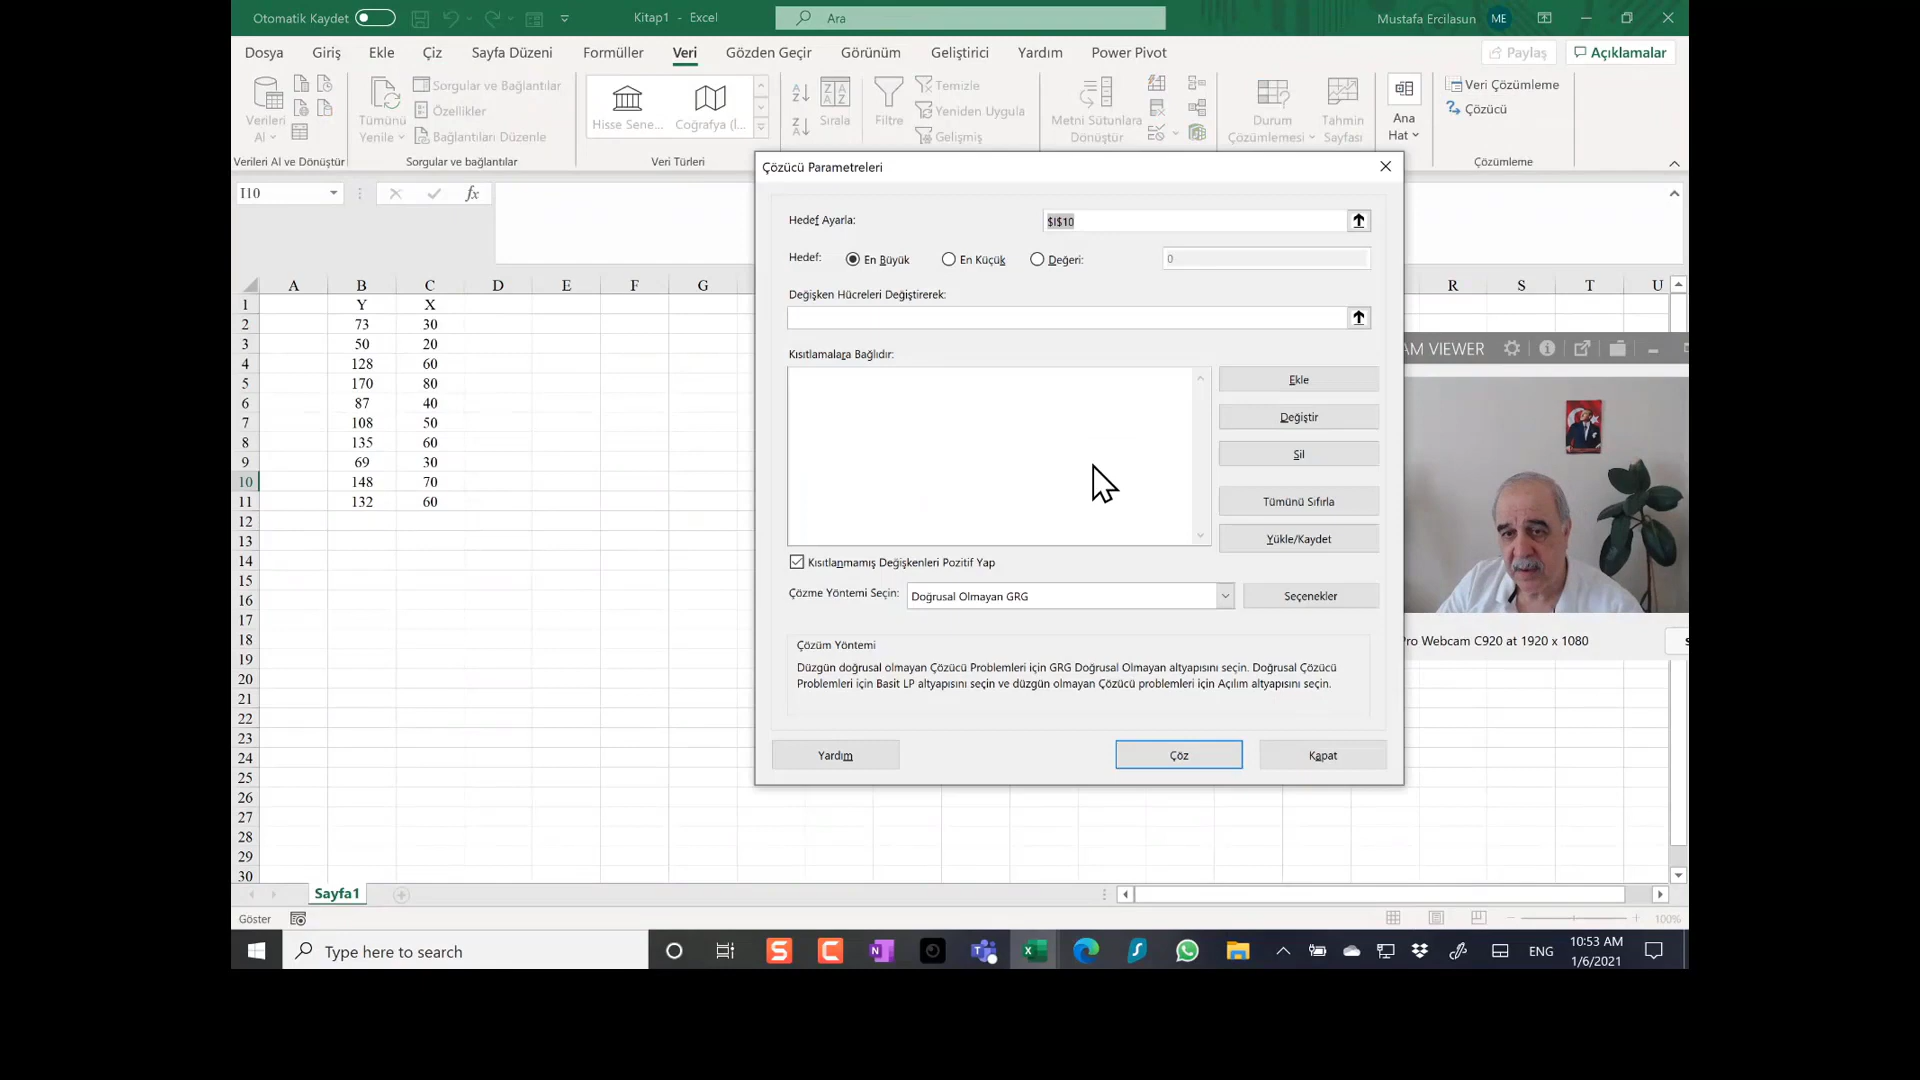 Otomatik Kaydet
Kitap1 - Excel
Ara
Mustafa Ercilasun ME
Dosya Giriş Ekle Çiz Sayfa Düzeni Formüller Veri Gözden Geçir Görünüm Geliştirici Yardım Power Pivot
Paylaş Açıklamalar
Verileri
Al
Tümünü
Yenile
Sorgular ve Bağlantılar
Özellikler
Bağlantıları Düzenle
Hisse Sene... Coğrafya (İ...
Sırala
Filtre
Temizle
Yeniden Uygula
Gelişmiş
Metni Sütunlara
Dönüştür
Durum
Çözümlemesi
Tahmin
Sayfası
Ana
Hat
Veri Çözümleme
Çözücü
Verileri Al ve Dönüştür
Sorgular ve bağlantılar
Veri Türleri
Çözümleme
I10
fx
A B C D E F G R S T U
1 Y X
2 73 30
3 50 20
4 128 60
5 170 80
6 87 40
7 108 50
8 135 60
9 69 30
10 148 70
11 132 60
12
13
14
15
16
17
18
19
20
21
22
23
24
25
26
27
28
29
30
Çözücü Parametreleri
Hedef Ayarla: $I$10
Hedef: En Büyük En Küçük Değeri: 0
Değişken Hücreleri Değiştirerek:
Kısıtlamalara Bağlıdır:
Ekle
Değiştir
Sil
Tümünü Sıfırla
Yükle/Kaydet
Kısıtlanmamış Değişkenleri Pozitif Yap
Çözme Yöntemi Seçin: Doğrusal Olmayan GRG Seçenekler
Çözüm Yöntemi
Düzgün doğrusal olmayan Çözücü Problemleri için GRG Doğrusal Olmayan altyapısını seçin. Doğrusal Çözücü
Problemleri için Basit LP altyapısını seçin ve düzgün olmayan Çözücü problemleri için Açılım altyapısını seçin.
Yardım Çöz Kapat
AM VIEWER
Pro Webcam C920 at 1920 x 1080
Sayfa1
Göster
100%
Type here to search
ENG
10:53 AM
1/6/2021